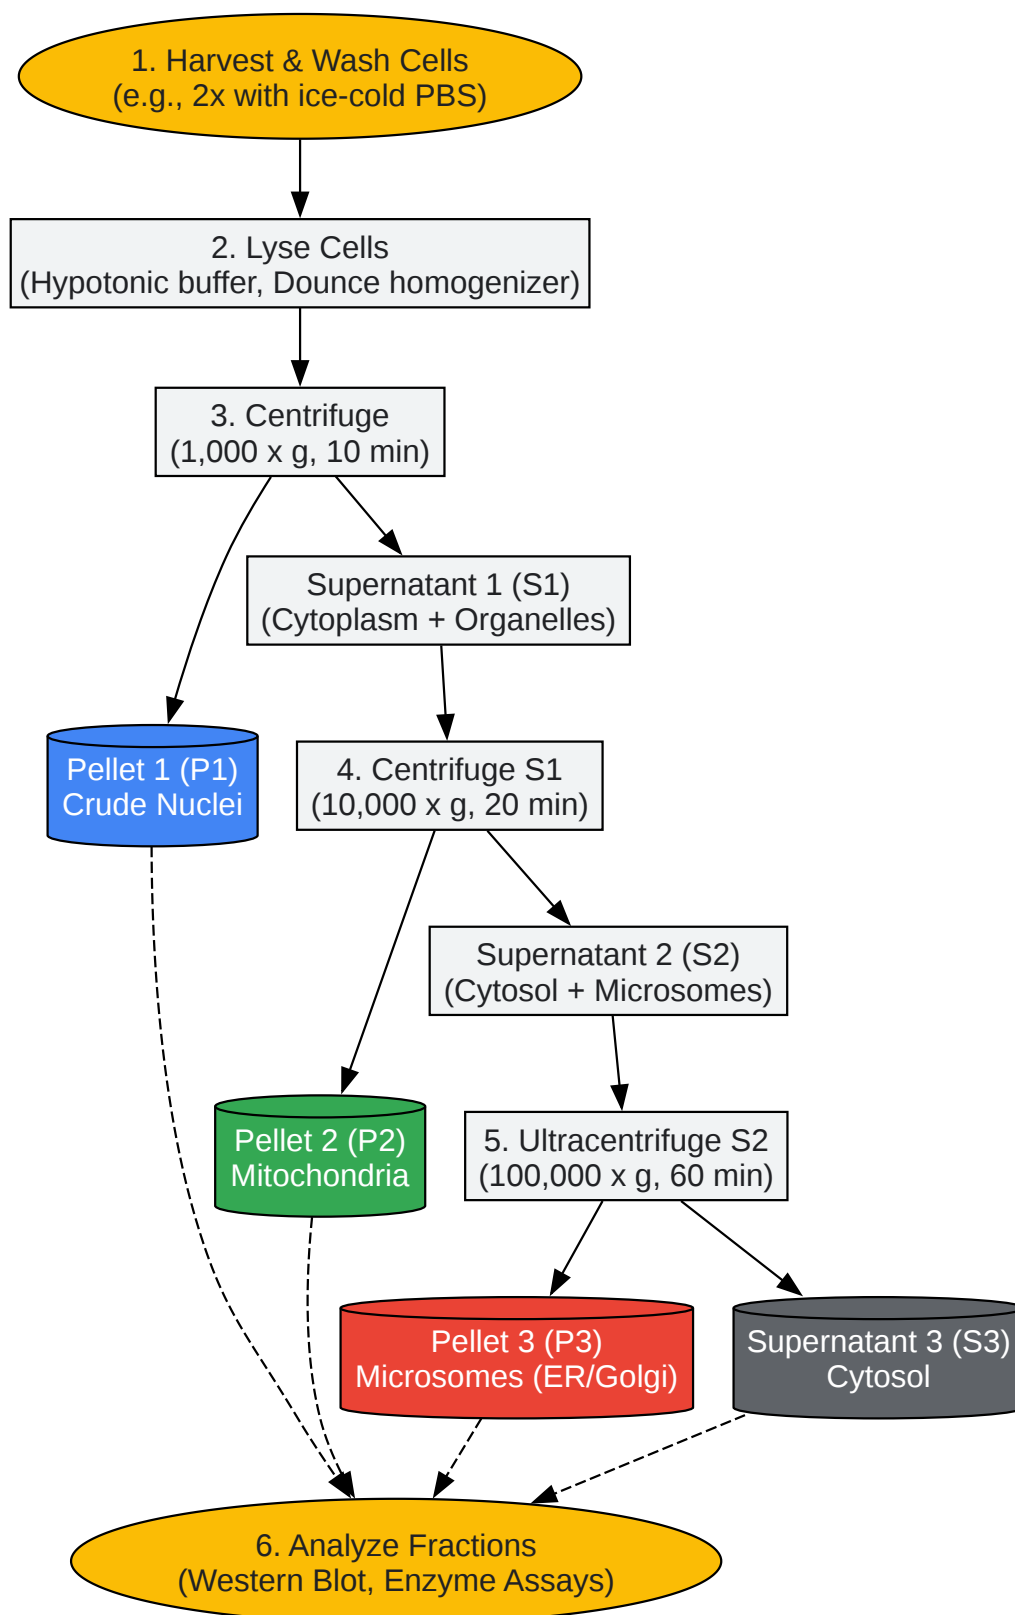 1. Harvest & Wash Cells
(e.g., 2x with ice-cold PBS)
2. Lyse Cells
(Hypotonic buffer, Dounce homogenizer)
3. Centrifuge
(1,000 x g, 10 min)
Supernatant 1 (S1)
(Cytoplasm + Organelles)
Pellet 1 (P1)
Crude Nuclei
4. Centrifuge S1
(10,000 x g, 20 min)
Supernatant 2 (S2)
(Cytosol + Microsomes)
Pellet 2 (P2)
Mitochondria
5. Ultracentrifuge S2
(100,000 x g, 60 min)
Pellet 3 (P3)
Microsomes (ER/Golgi)
Supernatant 3 (S3)
Cytosol
6. Analyze Fractions
(Western Blot, Enzyme Assays)